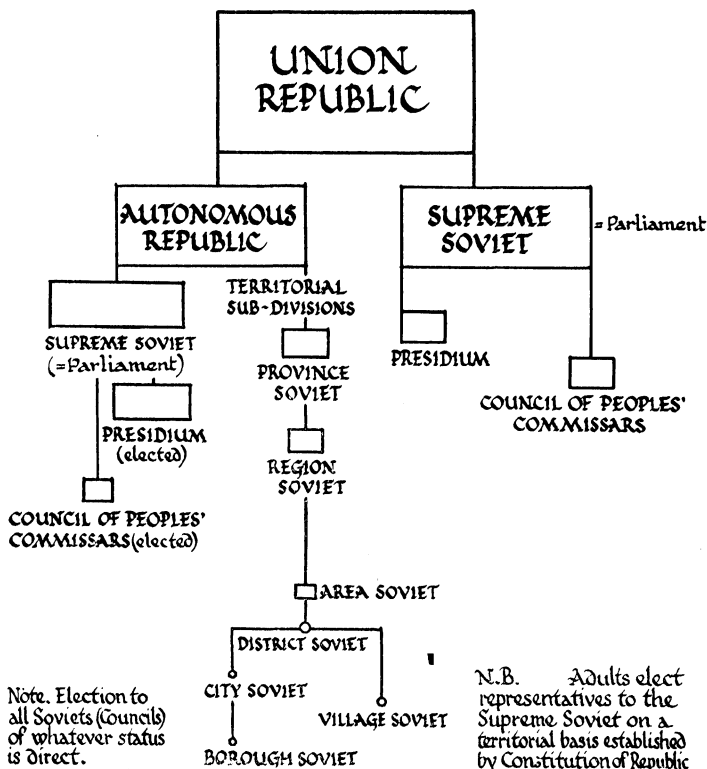 UNION
REPUBLIC
AUTONOMOUS
REPUBLIC
SUPREME
SOVIET
= Parliament
TERRITORIAL
SUB-DIVISIONS
SUPREME SOVIET
(=Parliament)
PROVINCE
SOVIET
PRESIDIUM
COUNCIL OF PEOPLES'
COMMISSARS
PRESIDIUM
(elected)
REGION
SOVIET
COUNCIL OF PEOPLES'
COMMISSARS (elected)
AREA SOVIET
DISTRICT SOVIET
CITY SOVIET
VILLAGE SOVIET
BOROUGH SOVIET
Note. Election to
all Soviets (Councils)
of whatever status
is direct.
N.B. Adults elect
representatives to the
Supreme Soviet on a
territorial basis established
by Constitution of Republic